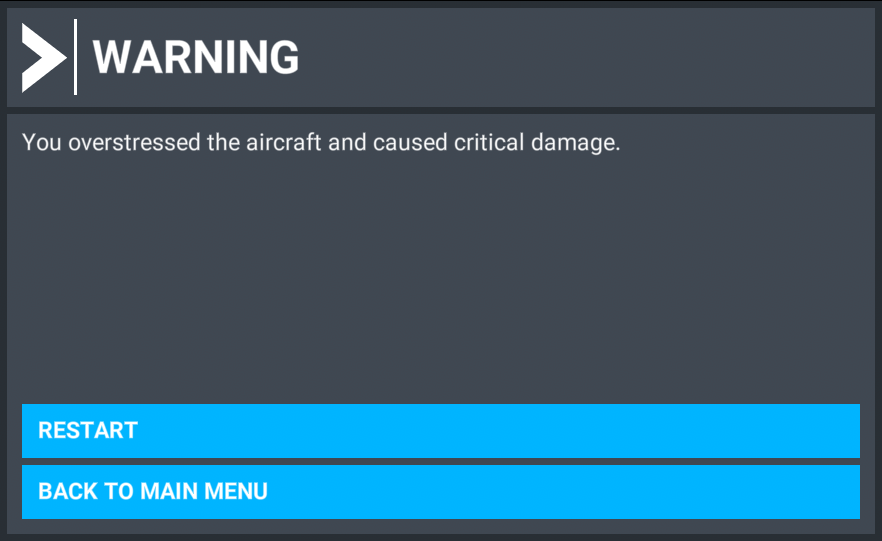 WARNING
You overstressed the aircraft and caused critical damage.
RESTART
BACK TO MAIN MENU